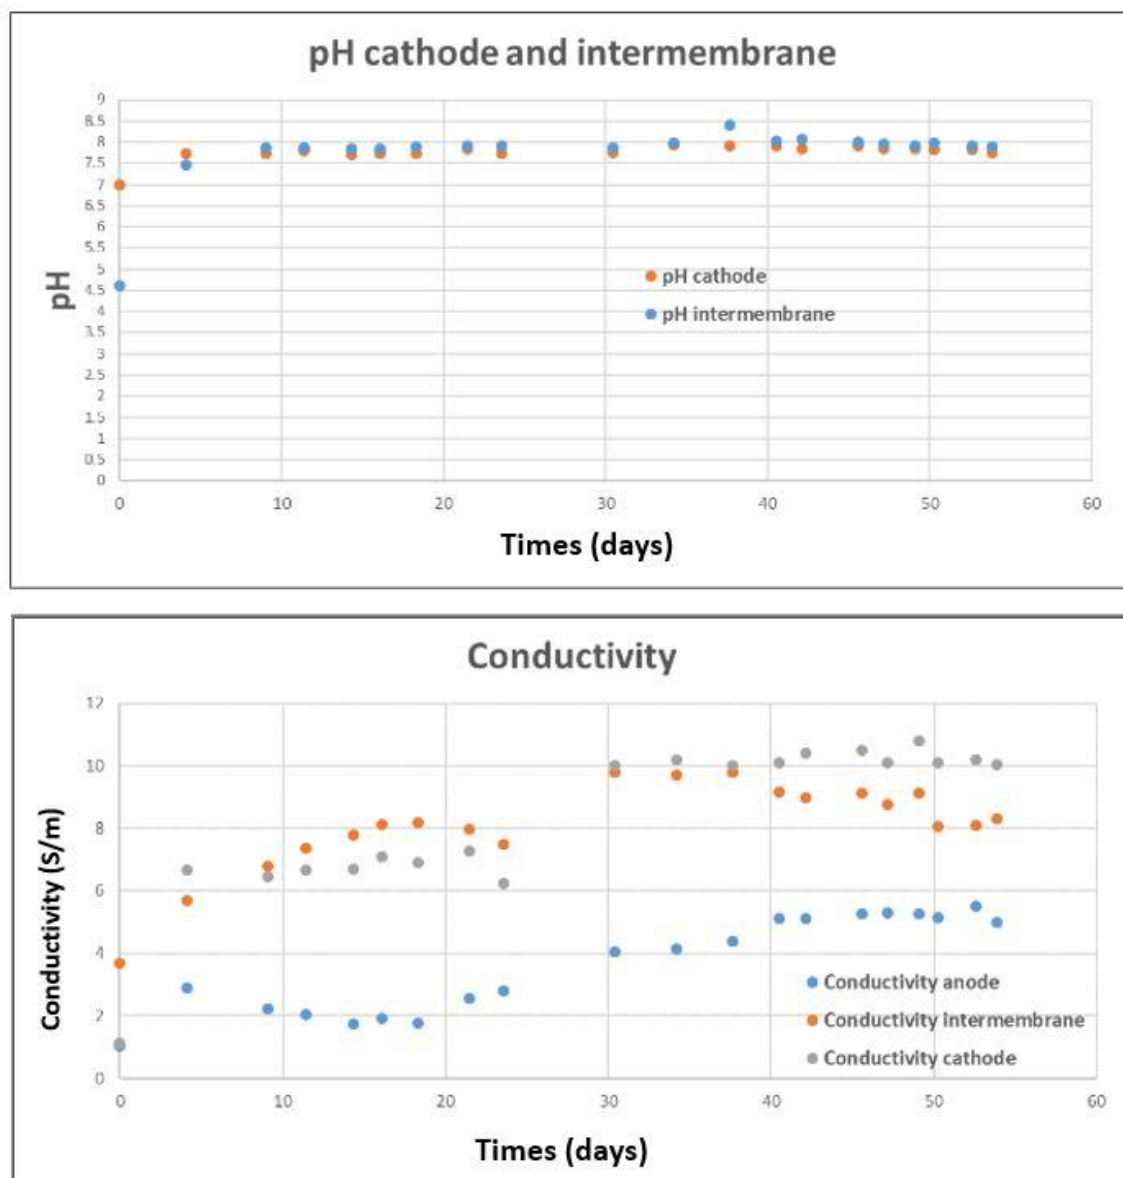 pH cathode and intermembrane
9
8.5
8
7.5
7
6.5
6
5.5
5
4.5
4
3.5
3
2.5
2
1.5
1
0.5
0
pH
pH cathode
pH intermembrane
0 10 20 30 40 50 60
Times (days)
Conductivity
12
10
8
6
4
2
0
Conductivity (S/m)
Conductivity anode
Conductivity intermembrane
Conductivity cathode
0 10 20 30 40 50 60
Times (days)